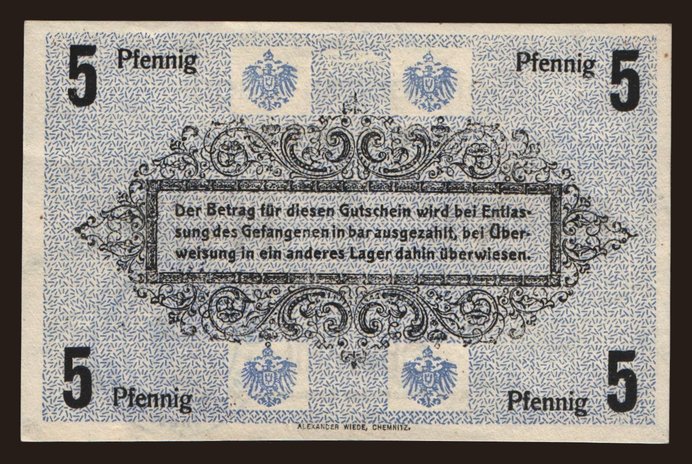 5 Pfennig Pfennig 5
Der Betrag für diesen Gutschein wird bei Entlas-
sung des Gefangenen in bar ausgezahlt, bei Über-
weisung in ein anderes Lager dahin überwiesen.
5 Pfennig Pfennig 5
ALEXANDER WIEDE, CHEMNITZ.